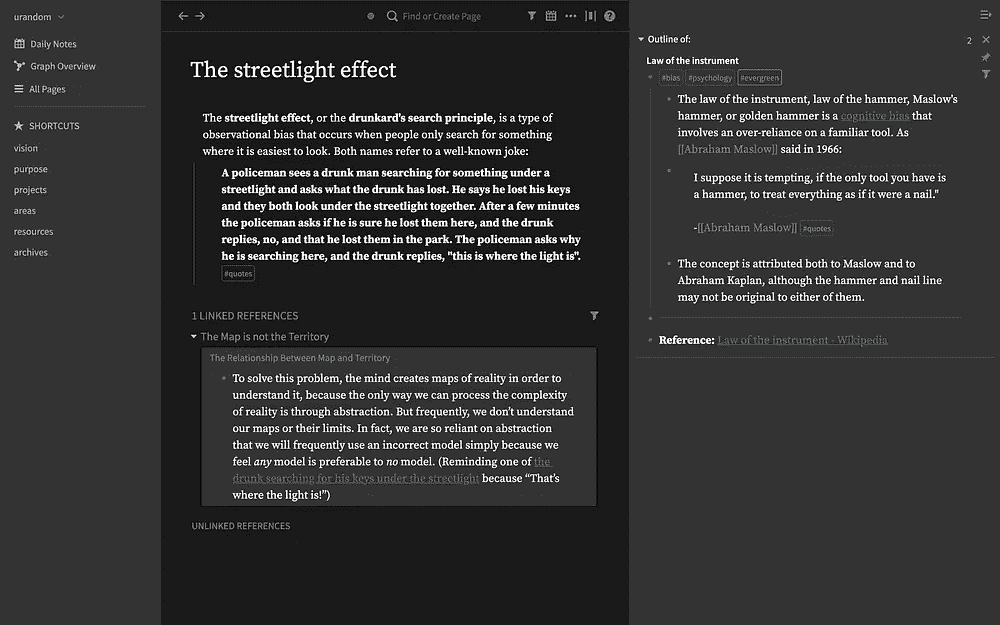 urandom
Daily Notes
Graph Overview
All Pages
SHORTCUTS
vision
purpose
projects
areas
resources
archives
Find or Create Page
The streetlight effect
The streetlight effect, or the drunkard's search principle, is a type of
observational bias that occurs when people only search for something
where it is easiest to look. Both names refer to a well-known joke:
A policeman sees a drunk man searching for something under a
streetlight and asks what the drunk has lost. He says he lost his keys
and they both look under the streetlight together. After a few minutes
the policeman asks if he is sure he lost them here, and the drunk
replies, no, and that he lost them in the park. The policeman asks why
he is searching here, and the drunk replies, "this is where the light is".
#quotes
1 LINKED REFERENCES
The Map is not the Territory
The Relationship Between Map and Territory
To solve this problem, the mind creates maps of reality in order to
understand it, because the only way we can process the complexity
of reality is through abstraction. But frequently, we don't understand
our maps or their limits. In fact, we are so reliant on abstraction
that we will frequently use an incorrect model simply because we
feel any model is preferable to no model. (Reminding one of the
drunk searching for his keys under the streetlight because “That's
where the light is!”)
UNLINKED REFERENCES
Outline of:
2
Law of the instrument
#bias #psychology #evergreen
The law of the instrument, law of the hammer, Maslow's
hammer, or golden hammer is a cognitive bias that
involves an over-reliance on a familiar tool. As
[[Abraham Maslow]] said in 1966:
I suppose it is tempting, if the only tool you have is
a hammer, to treat everything as if it were a nail."
-[[Abraham Maslow]] #quotes
The concept is attributed both to Maslow and to
Abraham Kaplan, although the hammer and nail line
may not be original to either of them.
Reference: Law of the instrument - Wikipedia